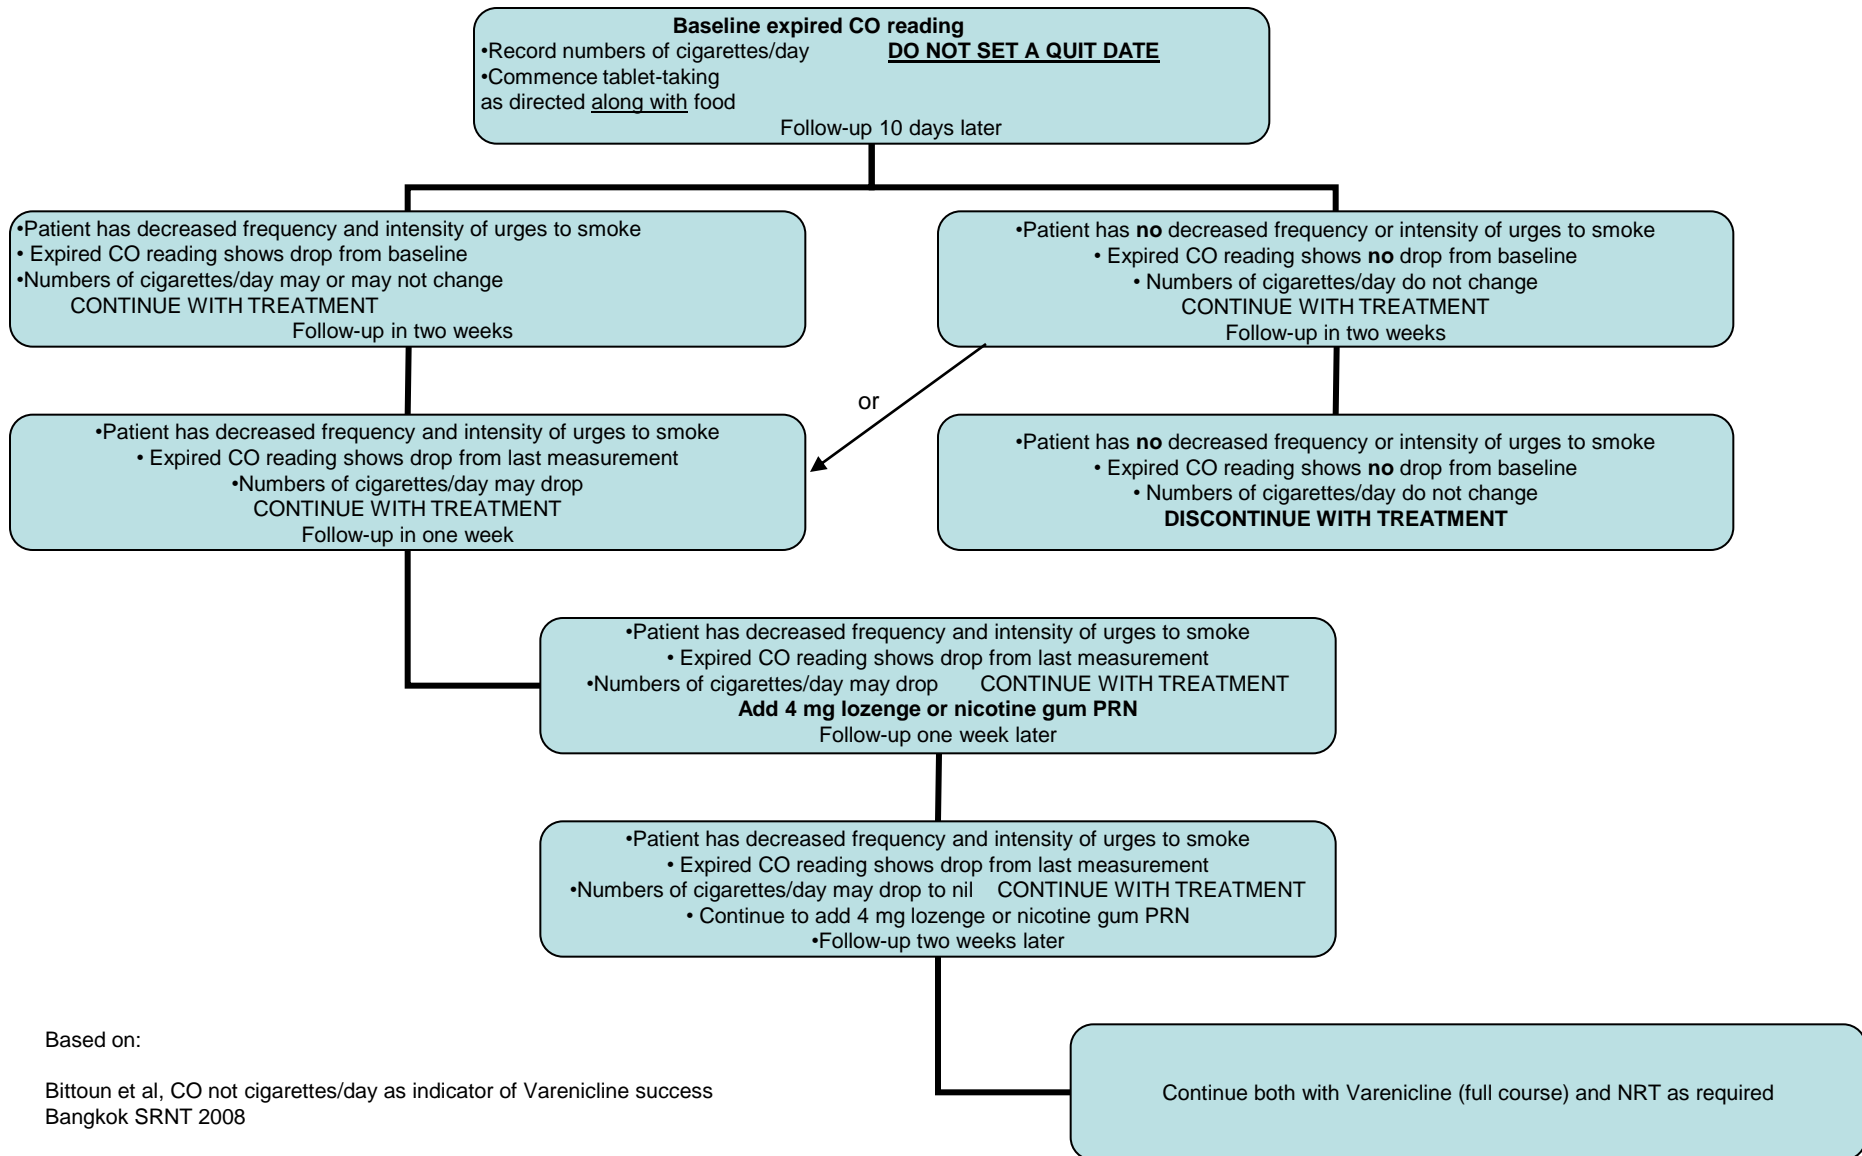 Baseline expired CO reading
•Record numbers of cigarettes/day DO NOT SET A QUIT DATE
•Commence tablet-taking
as directed along with food
Follow-up 10 days later
•Patient has decreased frequency and intensity of urges to smoke
• Expired CO reading shows drop from baseline
•Numbers of cigarettes/day may or may not change
CONTINUE WITH TREATMENT
Follow-up in two weeks
•Patient has no decreased frequency or intensity of urges to smoke
• Expired CO reading shows no drop from baseline
• Numbers of cigarettes/day do not change
CONTINUE WITH TREATMENT
Follow-up in two weeks
or
•Patient has decreased frequency and intensity of urges to smoke
• Expired CO reading shows drop from last measurement
•Numbers of cigarettes/day may drop
CONTINUE WITH TREATMENT
Follow-up in one week
•Patient has no decreased frequency or intensity of urges to smoke
• Expired CO reading shows no drop from baseline
• Numbers of cigarettes/day do not change
DISCONTINUE WITH TREATMENT
•Patient has decreased frequency and intensity of urges to smoke
• Expired CO reading shows drop from last measurement
•Numbers of cigarettes/day may drop CONTINUE WITH TREATMENT
Add 4 mg lozenge or nicotine gum PRN
Follow-up one week later
•Patient has decreased frequency and intensity of urges to smoke
• Expired CO reading shows drop from last measurement
•Numbers of cigarettes/day may drop to nil CONTINUE WITH TREATMENT
• Continue to add 4 mg lozenge or nicotine gum PRN
•Follow-up two weeks later
Continue both with Varenicline (full course) and NRT as required
Based on:
Bittoun et al, CO not cigarettes/day as indicator of Varenicline success
Bangkok SRNT 2008